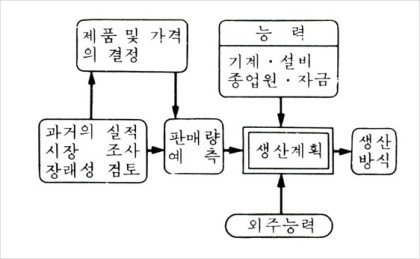 제품 및 가격
의 결정
능 력
기계·설비
종업원·자금
과거의 실적
시장 조사
장래성 검토
판매량
예 측
생산계획
생산
방식
외주능력